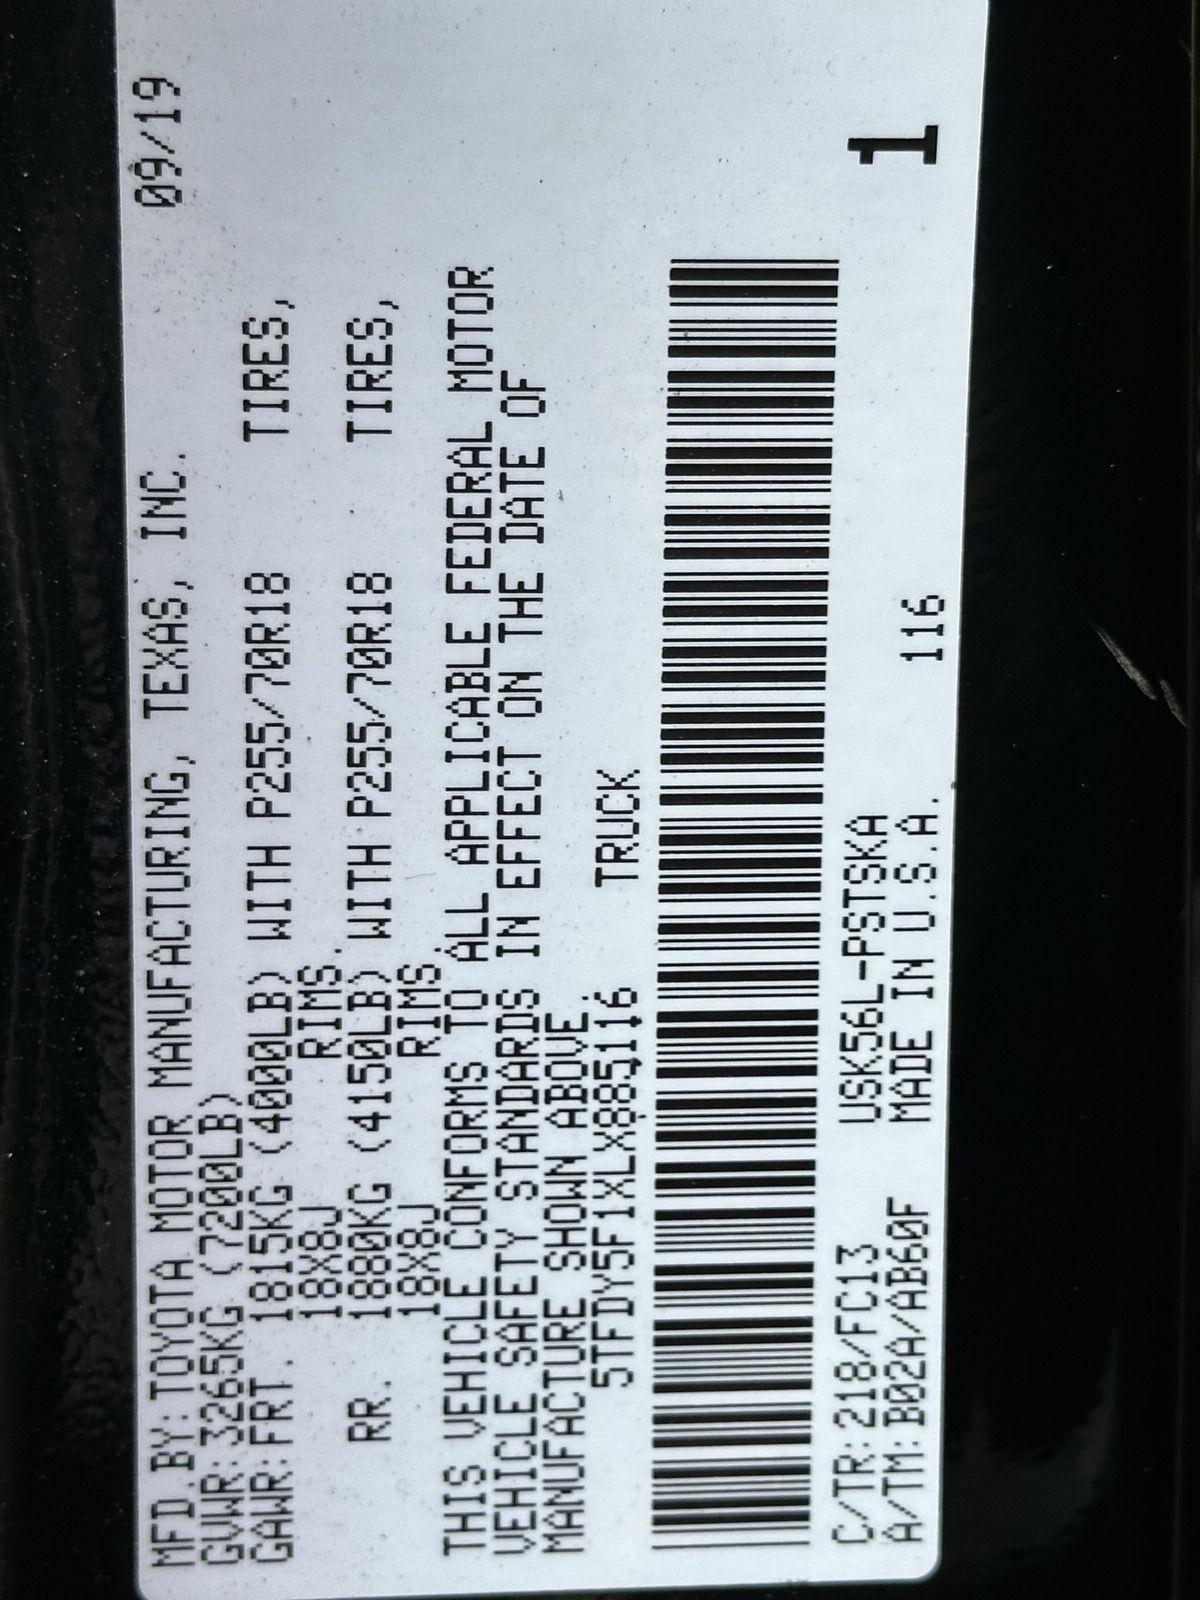 MFD.BY:TOYOTA MOTOR MANUFACTURING, TEXAS, INC. 09/19
GVWR:3265KG (7200LB)
GAWR:FRT. 1815KG (4000LB) WITH P255/70R18 TIRES,
18X8J RIMS.
RR. 1880KG (4150LB) WITH P255/70R18 TIRES,
18X8J RIMS.
THIS VEHICLE CONFORMS TO ALL APPLICABLE FEDERAL MOTOR
VEHICLE SAFETY STANDARDS IN EFFECT ON THE DATE OF
MANUFACTURE SHOWN ABOVE.
5TFDY5F1XLX885116 TRUCK
C/TR:218/FC13 USK56L-PSTSKA
A/TM:B02A/AB60F MADE IN U.S.A. 116 1